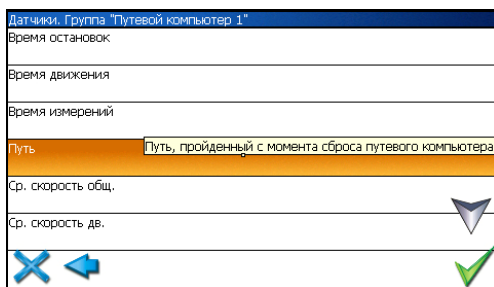 Датчики. Группа "Путевой компьютер 1"
Время остановок
Время движения
Время измерений
Путь
Путь, пройденный с момента сброса путевого компьютера
Ср. скорость общ.
Ср. скорость дв.